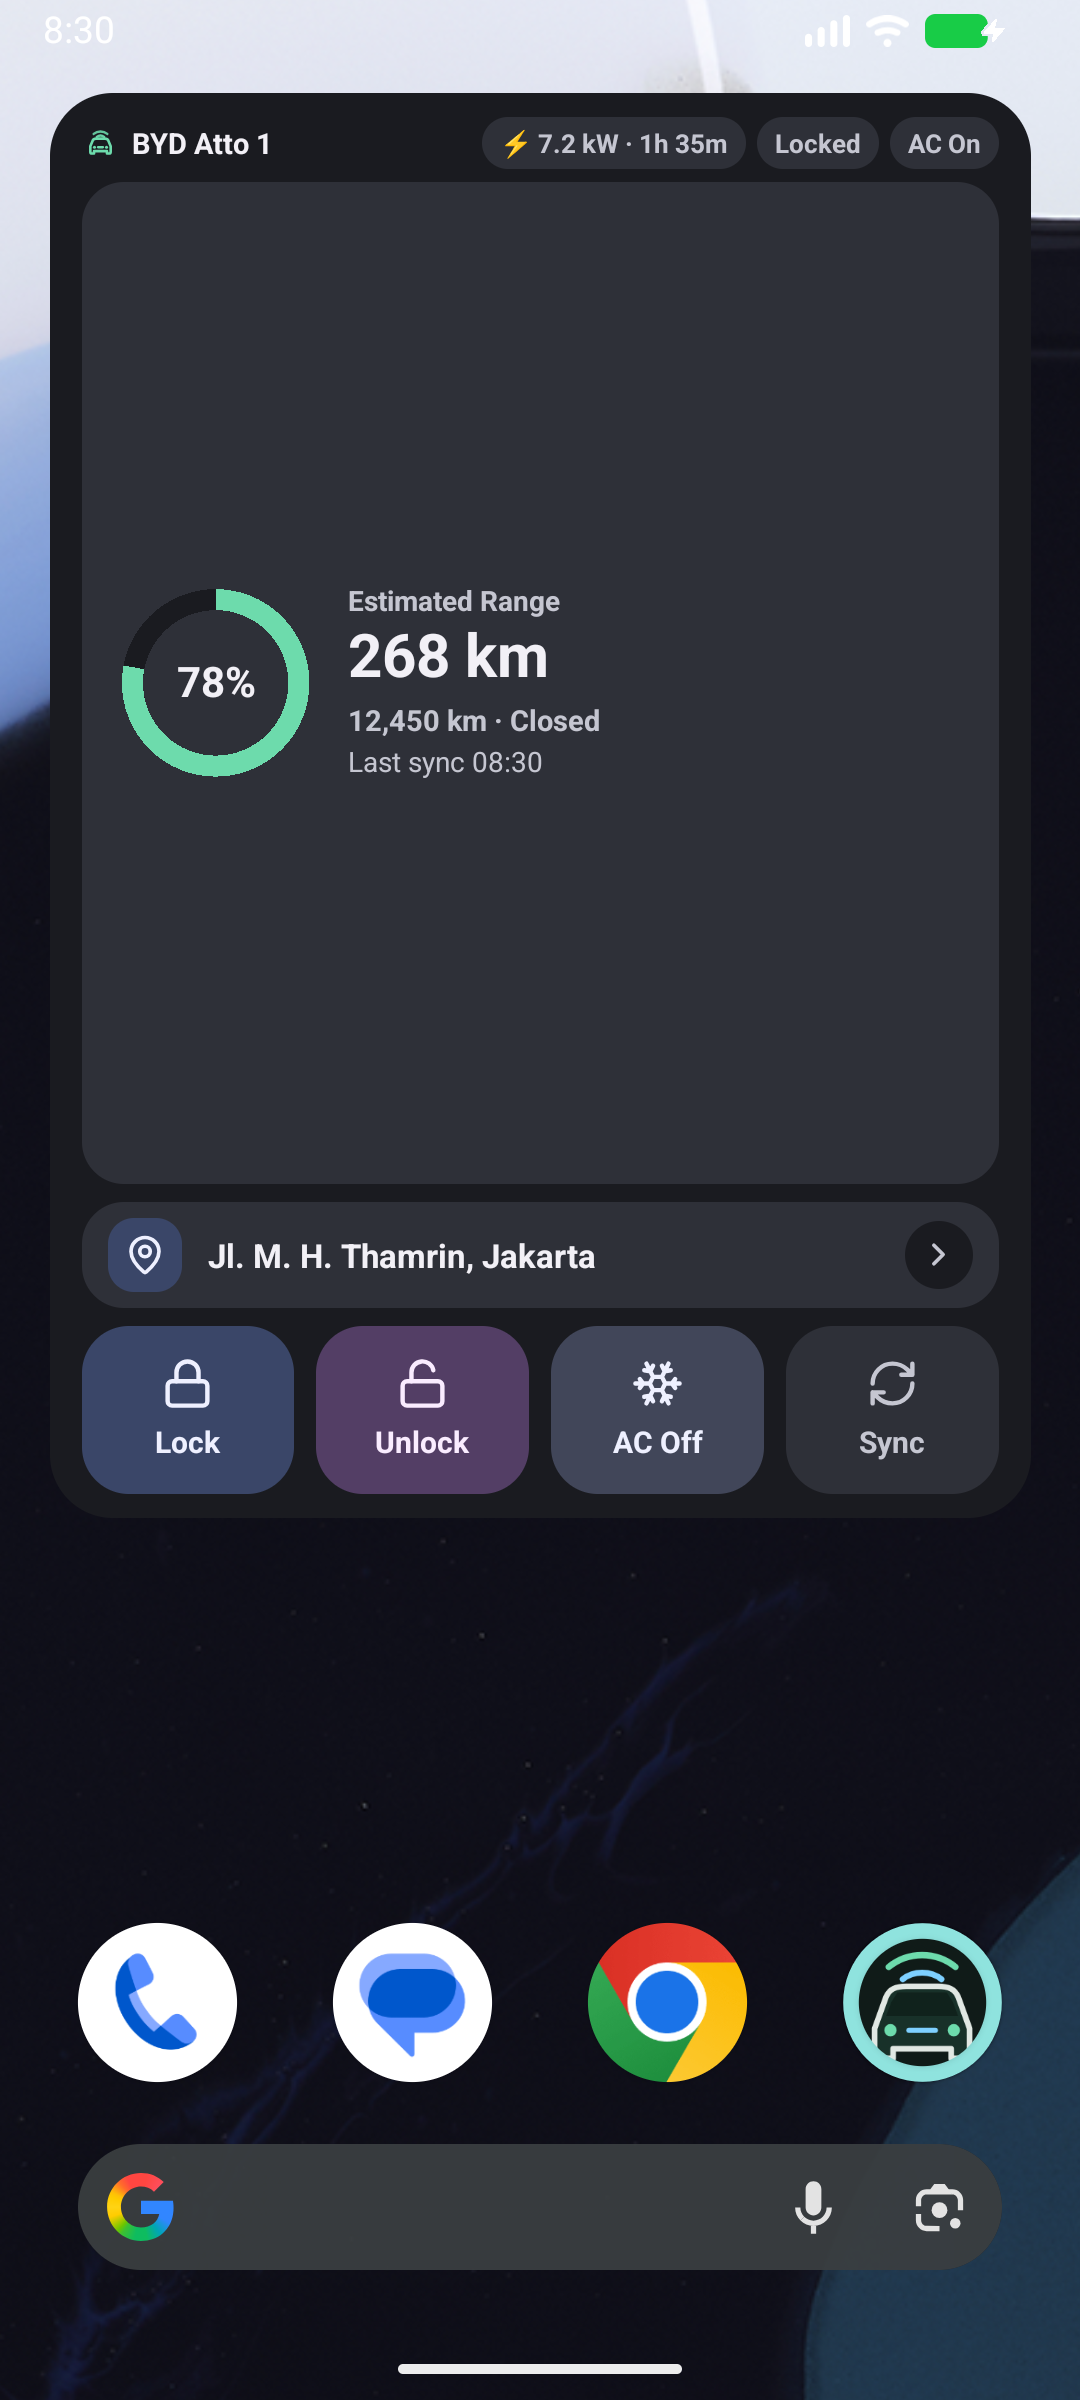 8:30
BYD Atto 1
⚡ 7.2 kW · 1h 35m
Locked
AC On
78%
Estimated Range
268 km
12,450 km · Closed
Last sync 08:30
Jl. M. H. Thamrin, Jakarta
Lock
Unlock
AC Off
Sync